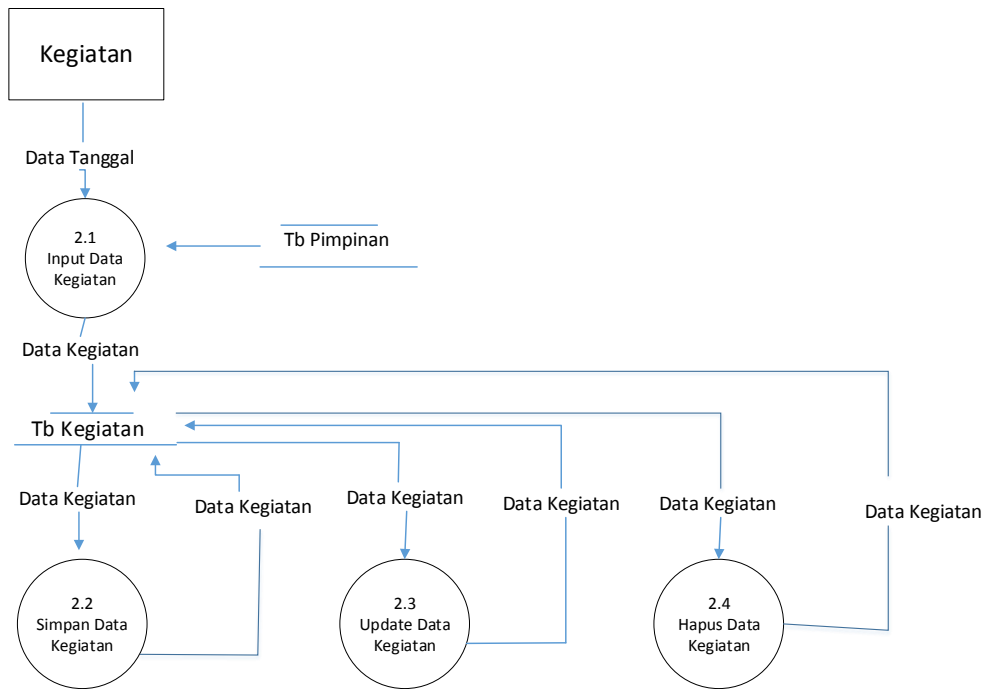 Kegiatan
Data Tanggal
2.1
Input Data
Kegiatan
Tb Pimpinan
Data Kegiatan
Tb Kegiatan
Data Kegiatan
Data Kegiatan
Data Kegiatan
Data Kegiatan
Data Kegiatan
Data Kegiatan
2.2
Simpan Data
Kegiatan
2.3
Update Data
Kegiatan
2.4
Hapus Data
Kegiatan